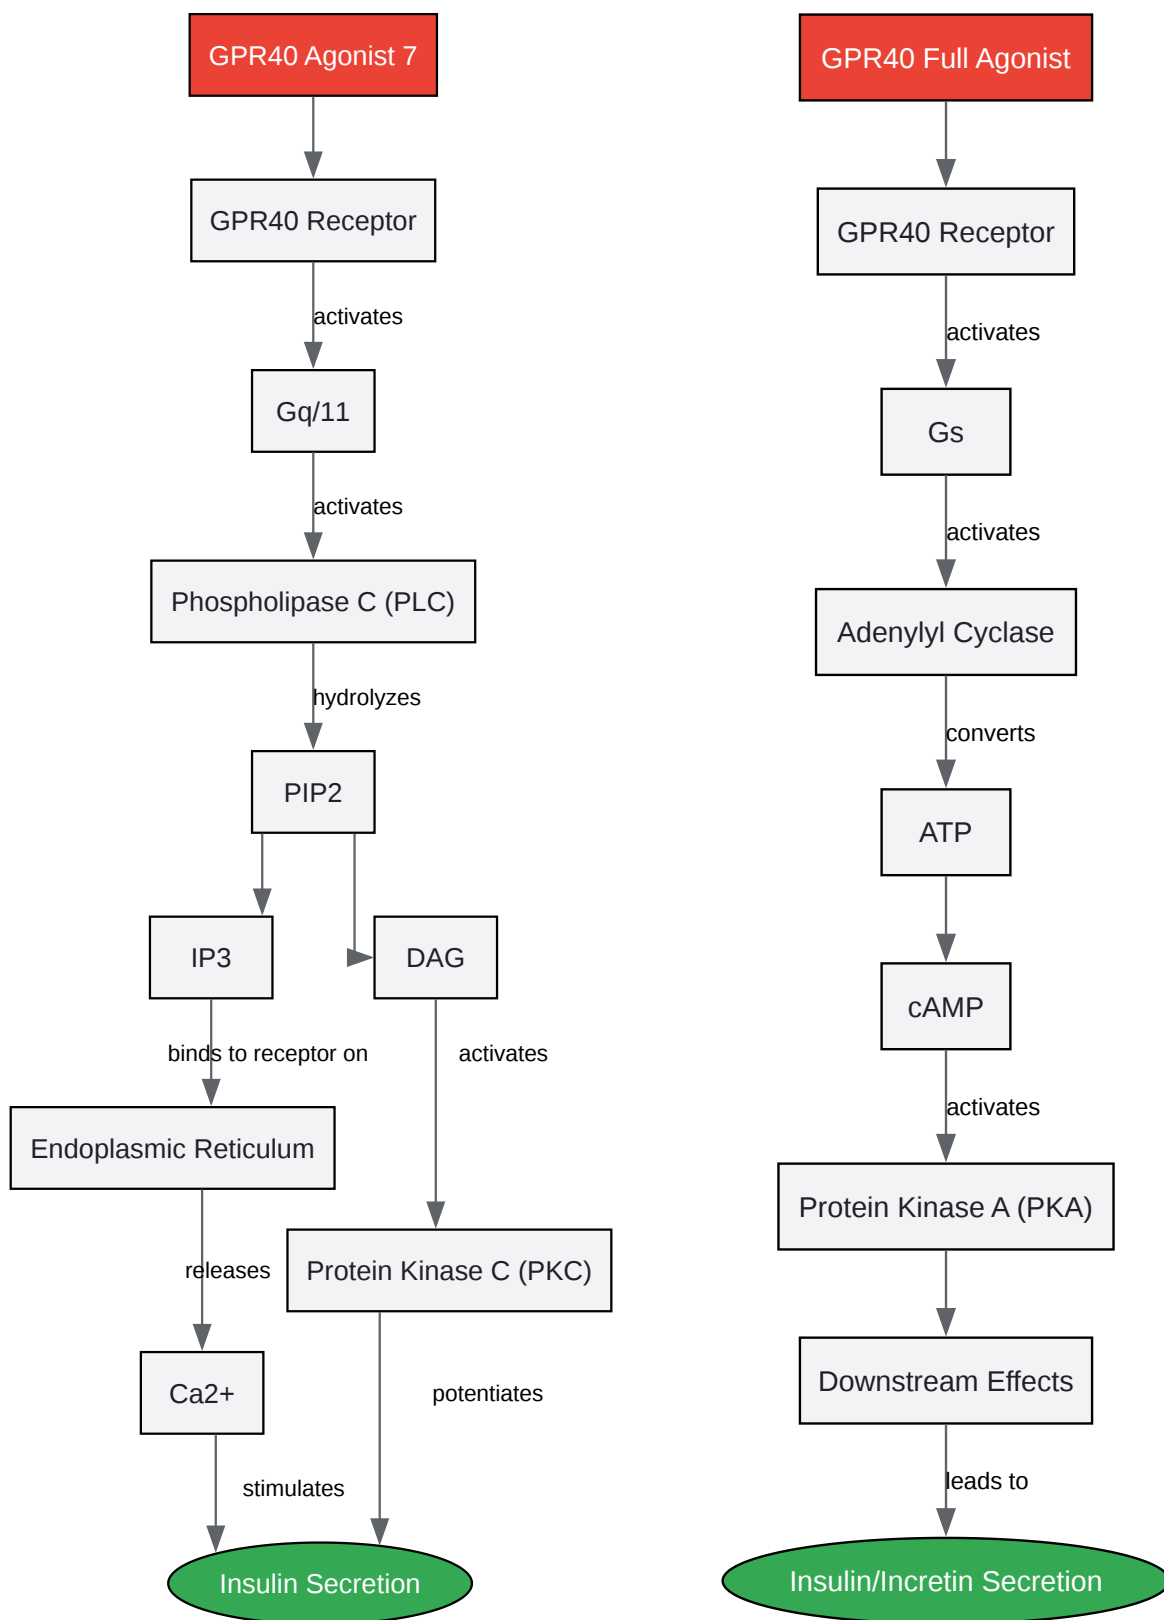 GPR40 Agonist 7
GPR40 Receptor
activates
Gq/11
activates
Phospholipase C (PLC)
hydrolyzes
PIP2
IP3
DAG
binds to receptor on
activates
Endoplasmic Reticulum
releases
Protein Kinase C (PKC)
Ca2+
potentiates
stimulates
Insulin Secretion
GPR40 Full Agonist
GPR40 Receptor
activates
Gs
activates
Adenylyl Cyclase
converts
ATP
cAMP
activates
Protein Kinase A (PKA)
Downstream Effects
leads to
Insulin/Incretin Secretion